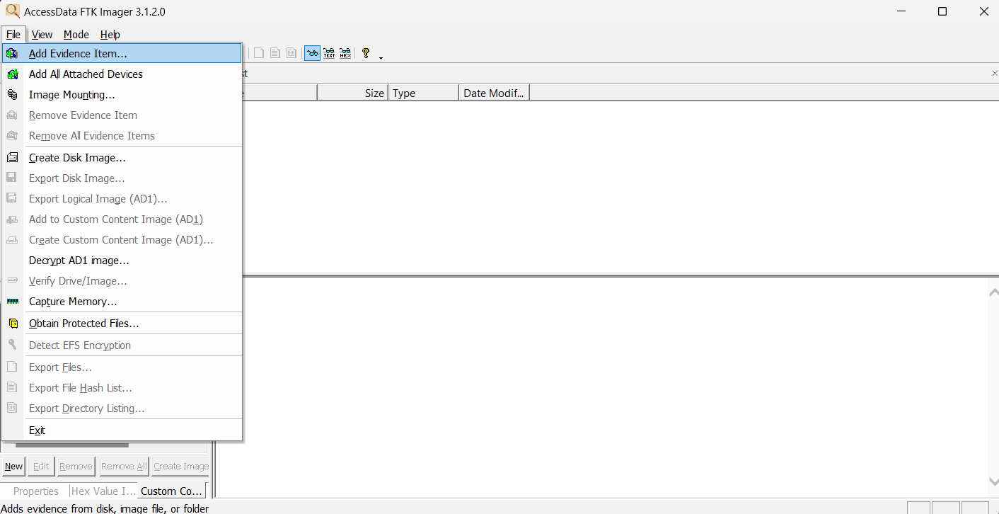 AccessData FTK Imager 3.1.2.0
File View Mode Help
Add Evidence Item...
Add All Attached Devices
Image Mounting...
Remove Evidence Item
Remove All Evidence Items
Create Disk Image...
Export Disk Image...
Export Logical Image (AD1)...
Add to Custom Content Image (AD1)
Create Custom Content Image (AD1)...
Decrypt AD1 image...
Verify Drive/Image...
Capture Memory...
Obtain Protected Files...
Detect EFS Encryption
Export Files...
Export File Hash List...
Export Directory Listing...
Exit
TEXT HEX
Size Type Date Modif...
New Edit Remove Remove All Create Image
Properties Hex Value I... Custom Co...
Adds evidence from disk, image file, or folder